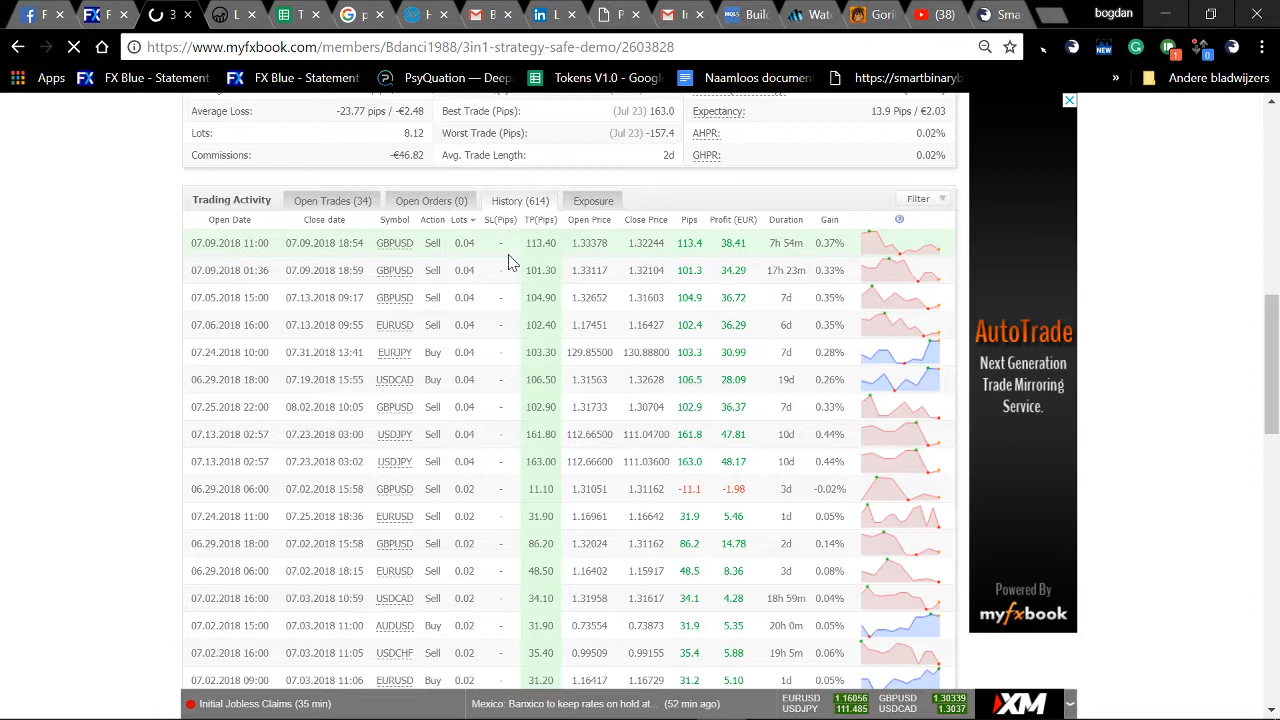 3
T
G
P
L
P
M
Buil
Wat
Gori
(38)
Sma
bogdan
https://www.myfxbook.com/members/Bdanci1988/3in1-strategy-safe-demo/2603828
NEW
1
0
Apps
FX Blue - Statement
FX Blue - Statement
PsyQuation — Deep
Tokens V1.0 - Googl
Naamloos document
https://smartbinaryb
»
Andere bladwijzers
Average Loss: -23.77 Pips / -€2.48 Best Trade (Pips): (Jul 23) 163.0 Expectancy: 13.9 Pips / €2.03
Lots: 8.12 Worst Trade (Pips): (Jul 23) -157.4 AHPR: 0.02%
Commissions: -€46.82 Avg. Trade Length: 2d GHPR: 0.02%
Trading Activity Open Trades (34) Open Orders (0) History (614) Exposure Filter
Open Date Close date Symbol Action Lots SL(Pips) TP(Pips) Open Price Close Price Pips Profit (EUR) Duration Gain
07.09.2018 11:00 07.09.2018 18:54 GBPUSD Sell 0.04 - 113.40 1.33378 1.32244 113.4 38.41 7h 54m 0.37%
07.09.2018 01:36 07.09.2018 18:59 GBPUSD Sell 0.04 - 101.30 1.33117 1.32104 101.3 34.29 17h 23m 0.33%
07.05.2018 15:00 07.13.2018 09:17 GBPUSD Sell 0.04 - 104.90 1.32652 1.31603 104.9 36.72 7d 0.35%
07.06.2018 16:00 07.13.2018 09:55 EURUSD Sell 0.04 - 102.40 1.17451 1.16427 102.4 36.29 6d 0.35%
07.24.2018 10:00 07.31.2018 13:41 EURJPY Buy 0.04 - 103.30 129.85500 130.88800 103.3 30.99 7d 0.28%
06.29.2018 18:00 07.19.2018 15:55 USDCAD Buy 0.04 - 106.50 1.31563 1.32628 106.5 28.09 19d 0.26%
07.25.2018 22:00 08.02.2018 10:05 GBPUSD Sell 0.04 - 102.90 1.31733 1.30704 102.9 36.37 7d 0.33%
07.13.2018 02:57 07.23.2018 03:00 USDJPY Sell 0.04 - 161.80 112.66500 111.04700 161.8 47.81 10d 0.44%
07.13.2018 02:57 07.23.2018 03:02 USDJPY Sell 0.04 - 163.00 112.66600 111.03600 163.0 48.17 10d 0.44%
06.29.2018 06:00 07.02.2018 15:58 GBPUSD Sell 0.02 - 11.10 1.31051 1.31162 -11.1 -1.98 3d -0.02%
07.24.2018 11:00 07.25.2018 18:36 EURUSD Sell 0.02 - 31.90 1.16961 1.16642 31.9 5.46 1d 0.05%
06.29.2018 18:00 07.02.2018 15:58 GBPUSD Sell 0.02 - 86.20 1.32024 1.31162 86.2 14.78 2d 0.14%
06.29.2018 06:00 07.02.2018 18:15 EURUSD Sell 0.02 - 48.50 1.16402 1.15917 48.5 8.36 3d 0.08%
07.02.2018 16:00 :59 USDCAD Sell 0.02 - 34.10 1.31958 1.31617 34.1 4.28 18h 59m 0.04%
07.02.2018 15:00 07.03.2018 11:01 AUDUSD Buy 0.02 - 31.90 0.73554 0.73873 31.9 5.35 20h 0m 0.05%
07.02.2018 16:00 07.03.2018 11:05 USDCHF Sell 0.02 - 35.40 0.99509 0.99155 35.4 5.88 19h 5m 0.06%
07.02.2018 15:00 07.03.2018 11:06 EURUSD Buy 0.02 - 31.20 1.16417 1.16729 31.2 5.10 1d 0.05%
AutoTrade
Next Generation
Trade Mirroring
Service.
Powered By
myfxbook
Initial Jobless Claims (35 min) Mexico: Banxico to keep rates on hold at... (52 min ago)
EURUSD 1.16056 GBPUSD 1.30339
USDJPY 111.485 USDCAD 1.3037
XM